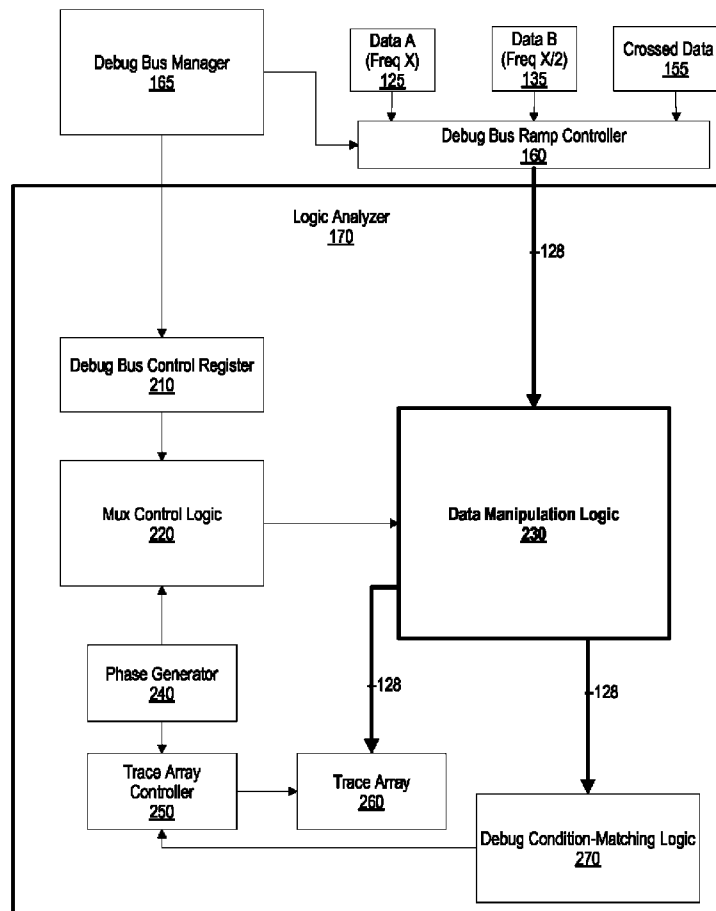 Debug Bus Manager
165
Data A
(Freq X)
125
Data B
(Freq X/2)
135
Crossed Data
155
Debug Bus Ramp Controller
160
Logic Analyzer
170
128
Debug Bus Control Register
210
Mux Control Logic
220
Data Manipulation Logic
230
Phase Generator
240
128
128
Trace Array
Controller
250
Trace Array
260
Debug Condition-Matching Logic
270